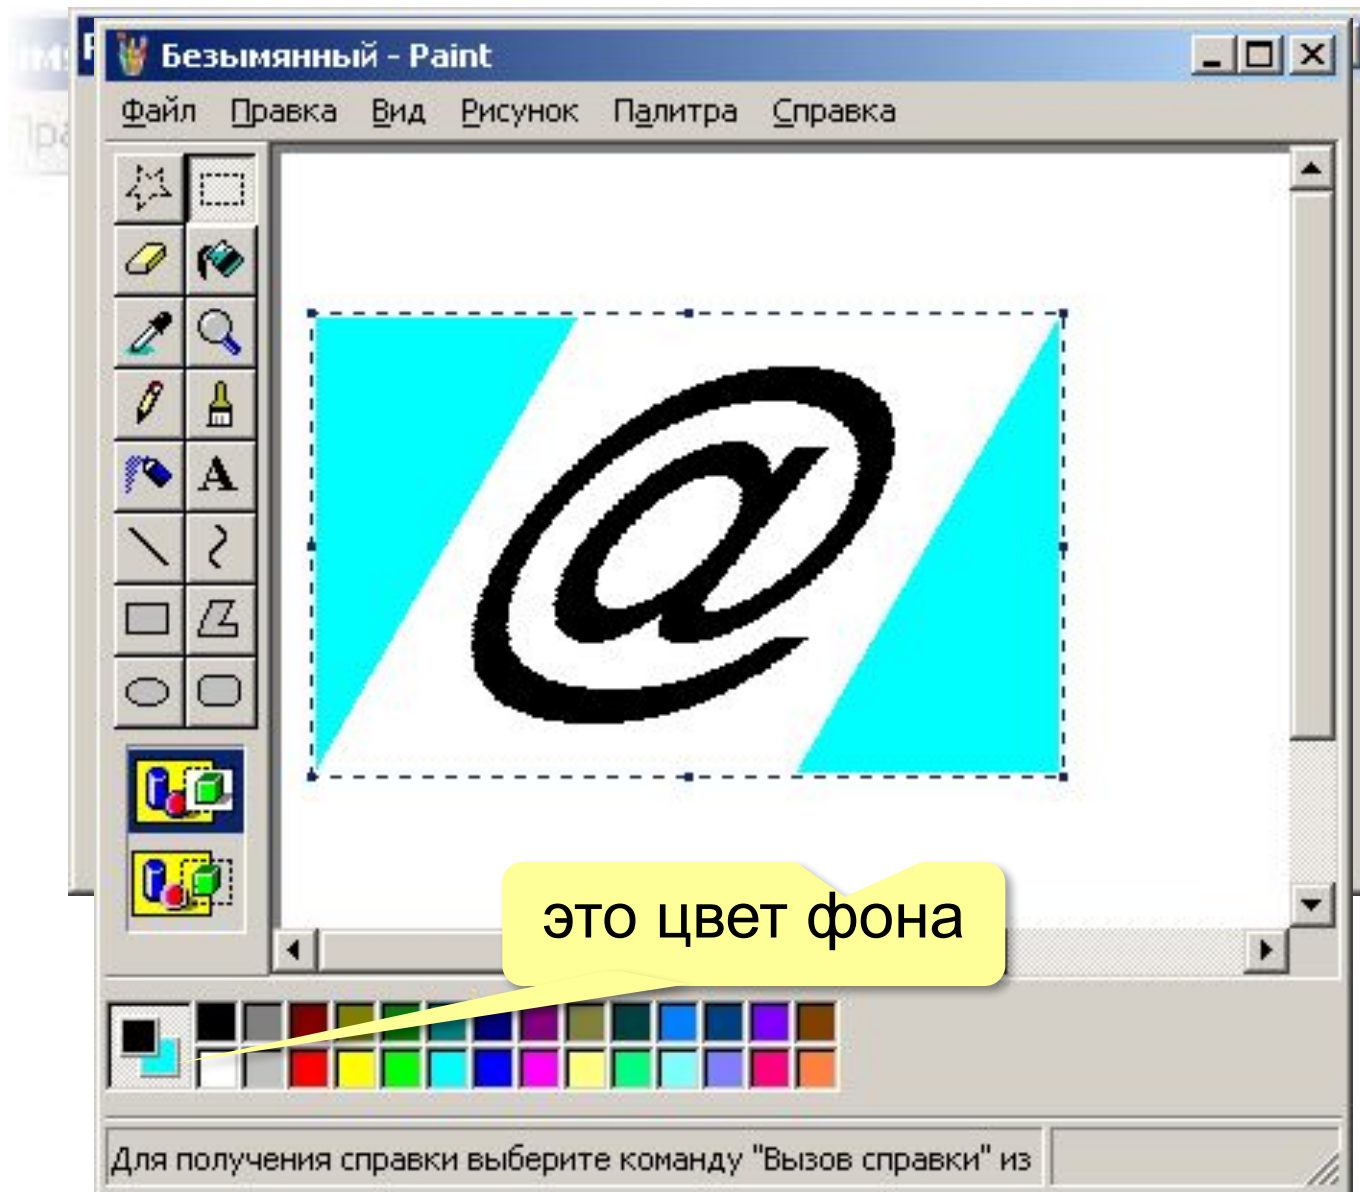 Безымянный - Paint
Файл Правка Вид Рисунок Палитра Справка
A
@
это цвет фона
Для получения справки выберите команду "Вызов справки" из